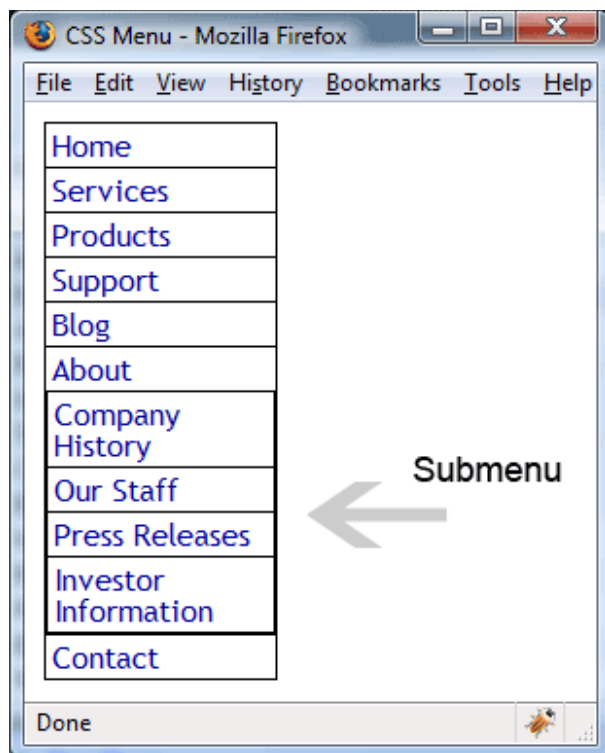 CSS Menu - Mozilla Firefox
File Edit View History Bookmarks Tools Help
Home
Services
Products
Support
Blog
About
Company
History
Our Staff
Press Releases
Investor
Information
Contact
Submenu
Done